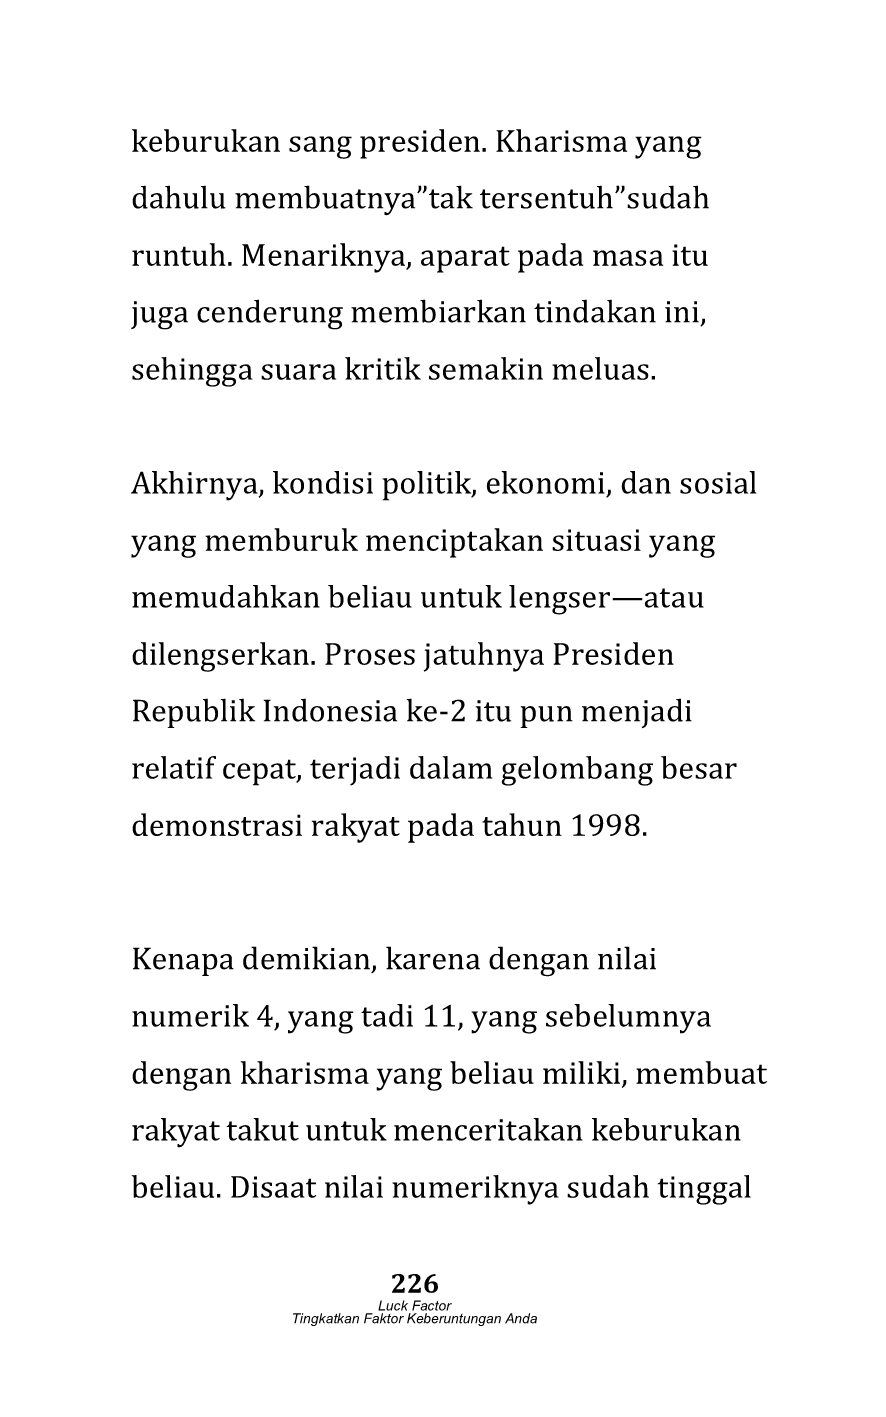 keburukan sang presiden. Kharisma yang
dahulu membuatnya”tak tersentuh”sudah
runtuh. Menariknya, aparat pada masa itu
juga cenderung membiarkan tindakan ini,
sehingga suara kritik semakin meluas.
Akhirnya, kondisi politik, ekonomi, dan sosial
yang memburuk menciptakan situasi yang
memudahkan beliau untuk lengser—atau
dilengserkan. Proses jatuhnya Presiden
Republik Indonesia ke-2 itu pun menjadi
relatif cepat, terjadi dalam gelombang besar
demonstrasi rakyat pada tahun 1998.
Kenapa demikian, karena dengan nilai
numerik 4, yang tadi 11, yang sebelumnya
dengan kharisma yang beliau miliki, membuat
rakyat takut untuk menceritakan keburukan
beliau. Disaat nilai numeriknya sudah tinggal
226
Luck Factor
Tingkatkan Faktor Keberuntungan Anda